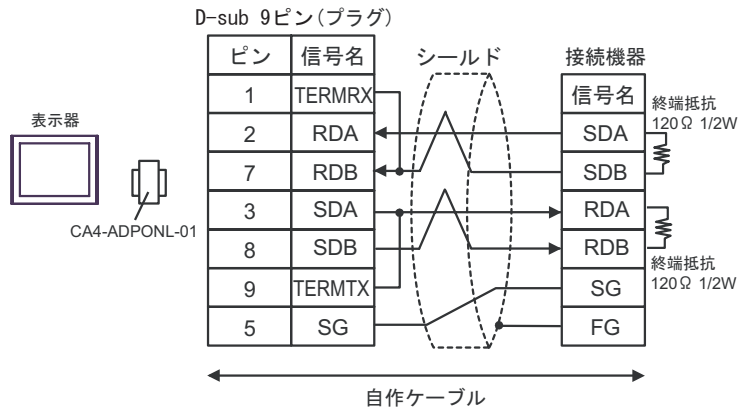 D-sub 9ピン(プラグ)
ピン 信号名 シールド 接続機器
1 TERMRX 信号名
2 RDA SDA
7 RDB SDB
3 SDA RDA
8 SDB RDB
9 TERMTX SG
5 SG FG
終端抵抗
120Ω 1/2W
終端抵抗
120Ω 1/2W
表示器
CA4-ADPONL-01
自作ケーブル